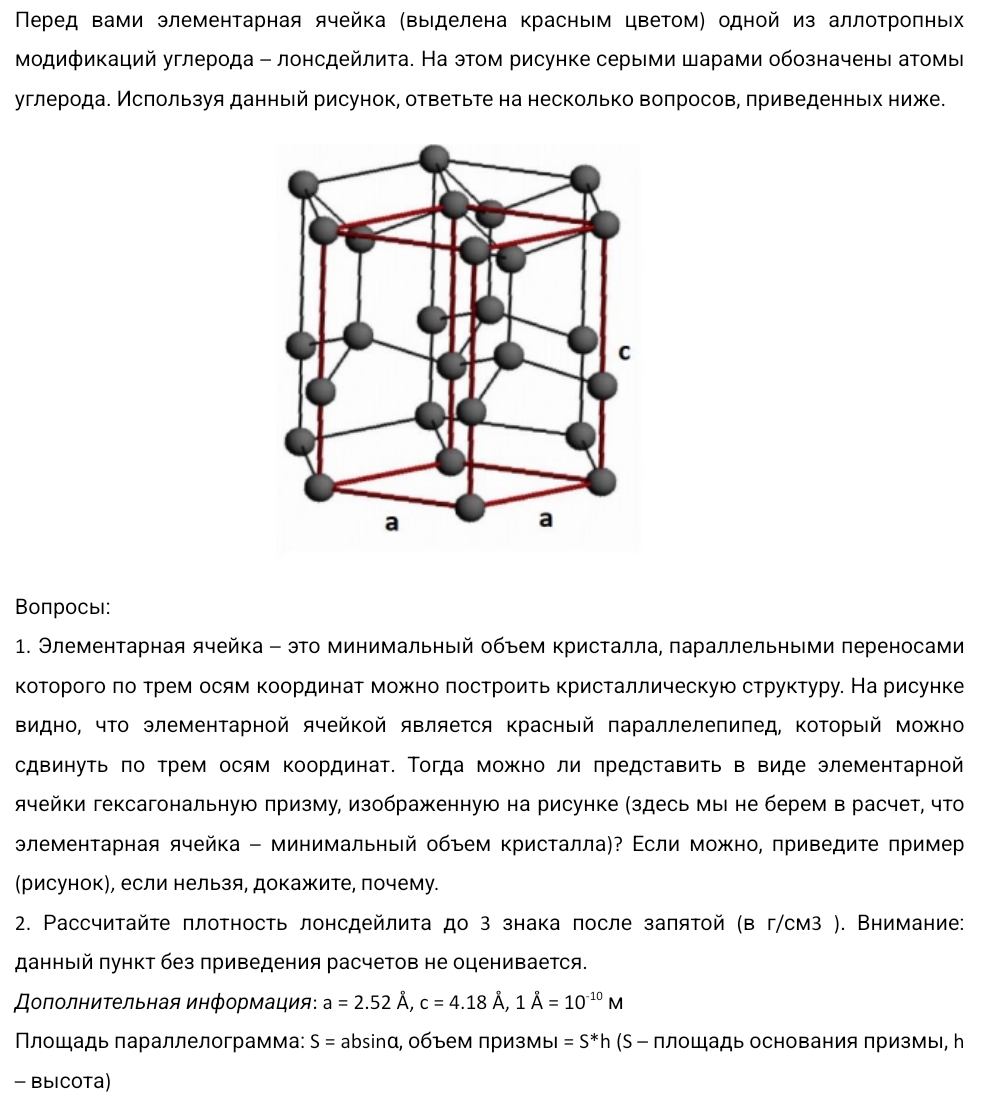 Перед вами элементарная ячейка (выделена красным цветом) одной из аллотропных
модификаций углерода – лонсдейлита. На этом рисунке серыми шарами обозначены атомы
углерода. Используя данный рисунок, ответьте на несколько вопросов, приведенных ниже.
c
a
a
Вопросы:
1. Элементарная ячейка – это минимальный объем кристалла, параллельными переносами
которого по трем осям координат можно построить кристаллическую структуру. На рисунке
видно, что элементарной ячейкой является красный параллелепипед, который можно
сдвинуть по трем осям координат. Тогда можно ли представить в виде элементарной
ячейки гексагональную призму, изображенную на рисунке (здесь мы не берем в расчет, что
элементарная ячейка – минимальный объем кристалла)? Если можно, приведите пример
(рисунок), если нельзя, докажите, почему.
2. Рассчитайте плотность лонсдейлита до 3 знака после запятой (в г/см3 ). Внимание:
данный пункт без приведения расчетов не оценивается.
Дополнительная информация: a = 2.52 Å, c = 4.18 Å, 1 Å = 10⁻¹⁰ м
Площадь параллелограмма: S = absinα, объем призмы = S*h (S – площадь основания призмы, h
– высота)